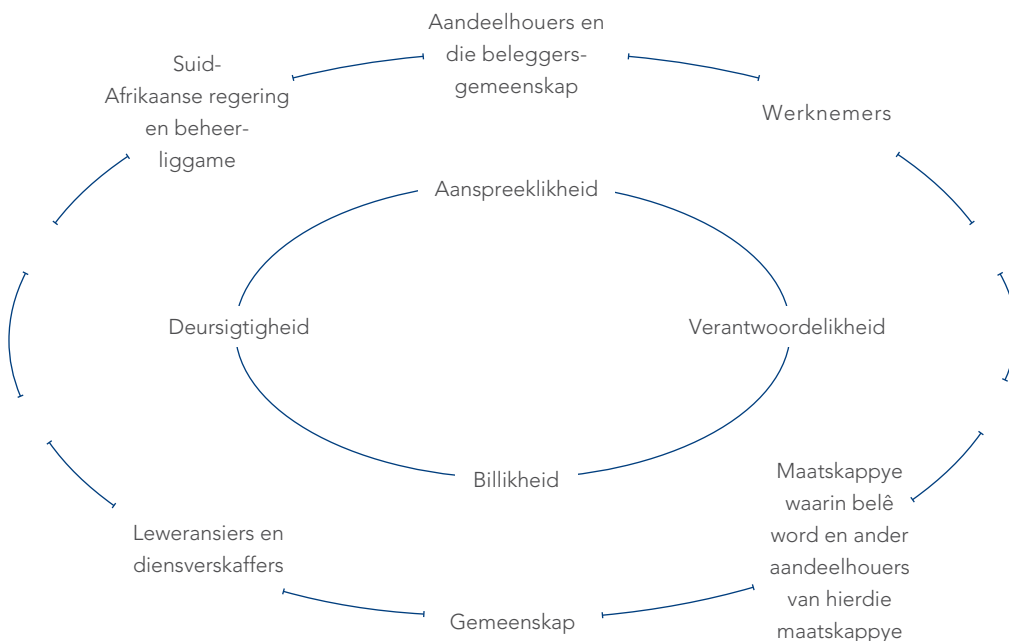 Aandeelhouers en
die beleggers-
gemeenskap
Suid-
Afrikaanse regering
en beheer-
liggame
Werknemers
Aanspreeklikheid
Deursigtigheid
Verantwoordelikheid
Billikheid
Leweransiers en
diensverskaffers
Gemeenskap
Maatskappye
waarin belê
word en ander
aandeelhouers
van hierdie
maatskappye